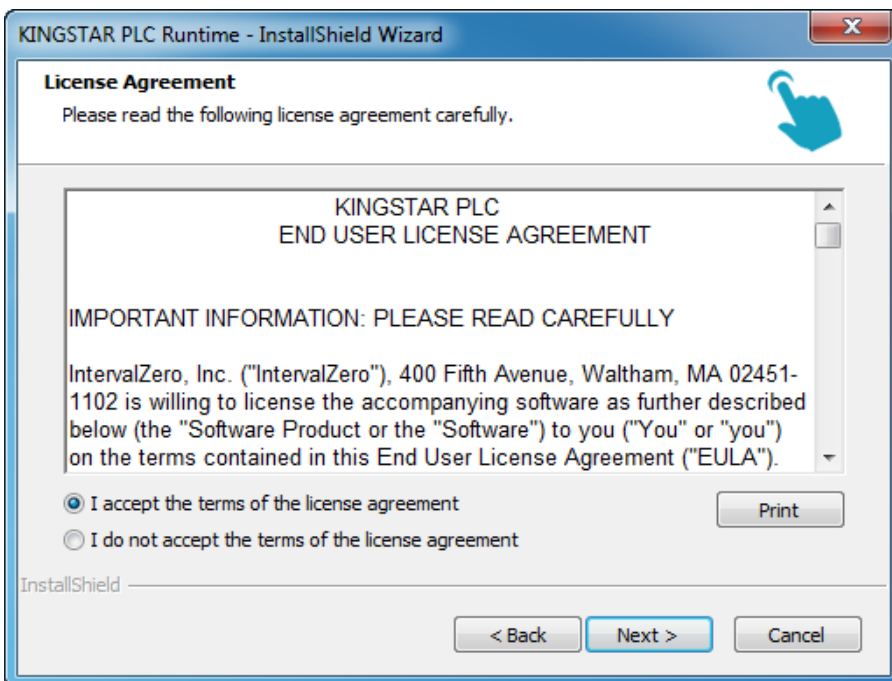 KINGSTAR PLC Runtime - InstallShield Wizard
License Agreement
Please read the following license agreement carefully.
KINGSTAR PLC
END USER LICENSE AGREEMENT
IMPORTANT INFORMATION: PLEASE READ CAREFULLY
IntervalZero, Inc. ("IntervalZero"), 400 Fifth Avenue, Waltham, MA 02451-
1102 is willing to license the accompanying software as further described
below (the "Software Product or the "Software") to you ("You" or "you")
on the terms contained in this End User License Agreement ("EULA").
I accept the terms of the license agreement
Print
I do not accept the terms of the license agreement
InstallShield
< Back
Next >
Cancel